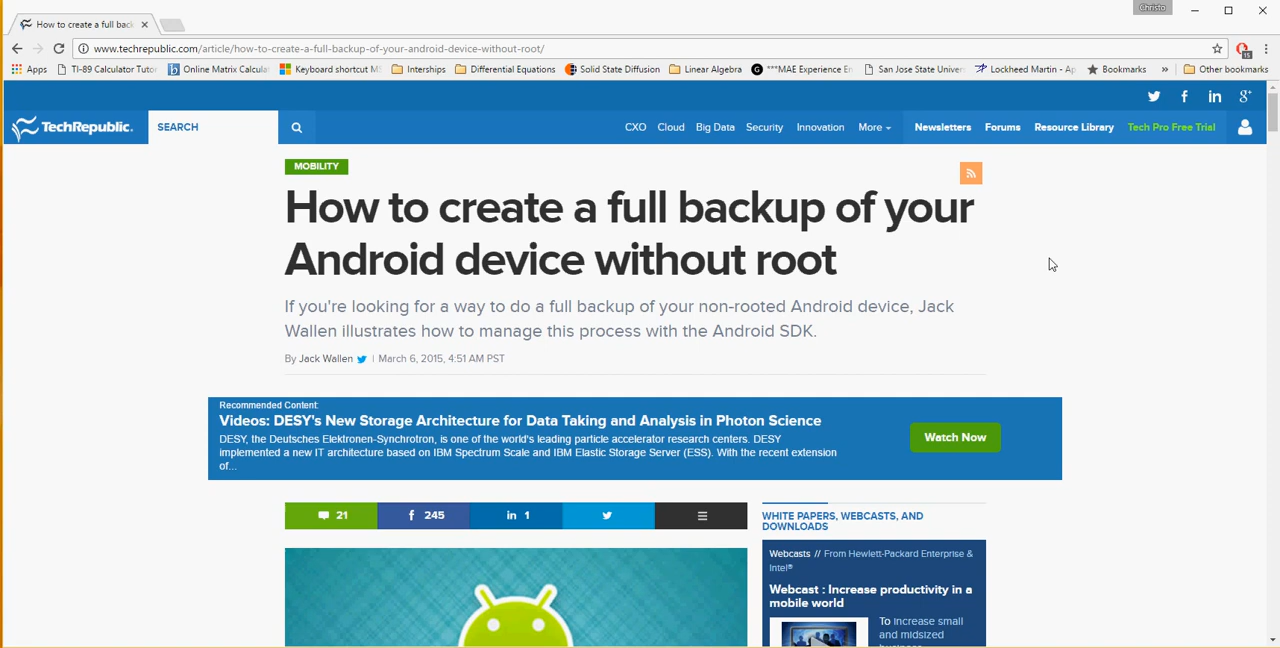 Christo
How to create a full back
www.techrepublic.com/article/how-to-create-a-full-backup-of-your-android-device-without-root/
Apps TI-89 Calculator Tutor Online Matrix Calcula Keyboard shortcut M Interships Differential Equations Solid State Diffusion Linear Algebra ***MAE Experience En San Jose State Univer Lockheed Martin - Ap Bookmarks » Other bookmarks
TechRepublic. SEARCH CXO Cloud Big Data Security Innovation More Newsletters Forums Resource Library Tech Pro Free Trial
MOBILITY
How to create a full backup of your
Android device without root
If you're looking for a way to do a full backup of your non-rooted Android device, Jack
Wallen illustrates how to manage this process with the Android SDK.
By Jack Wallen | March 6, 2015, 4:51 AM PST
Recommended Content:
Videos: DESY's New Storage Architecture for Data Taking and Analysis in Photon Science
DESY, the Deutsches Elektronen-Synchrotron, is one of the world's leading particle accelerator research centers. DESY
implemented a new IT architecture based on IBM Spectrum Scale and IBM Elastic Storage Server (ESS). With the recent extension
of...
Watch Now
21 f 245 in 1
WHITE PAPERS, WEBCASTS, AND
DOWNLOADS
Webcasts // From Hewlett-Packard Enterprise &
Intel®
Webcast : Increase productivity in a
mobile world
To increase small
and midsized